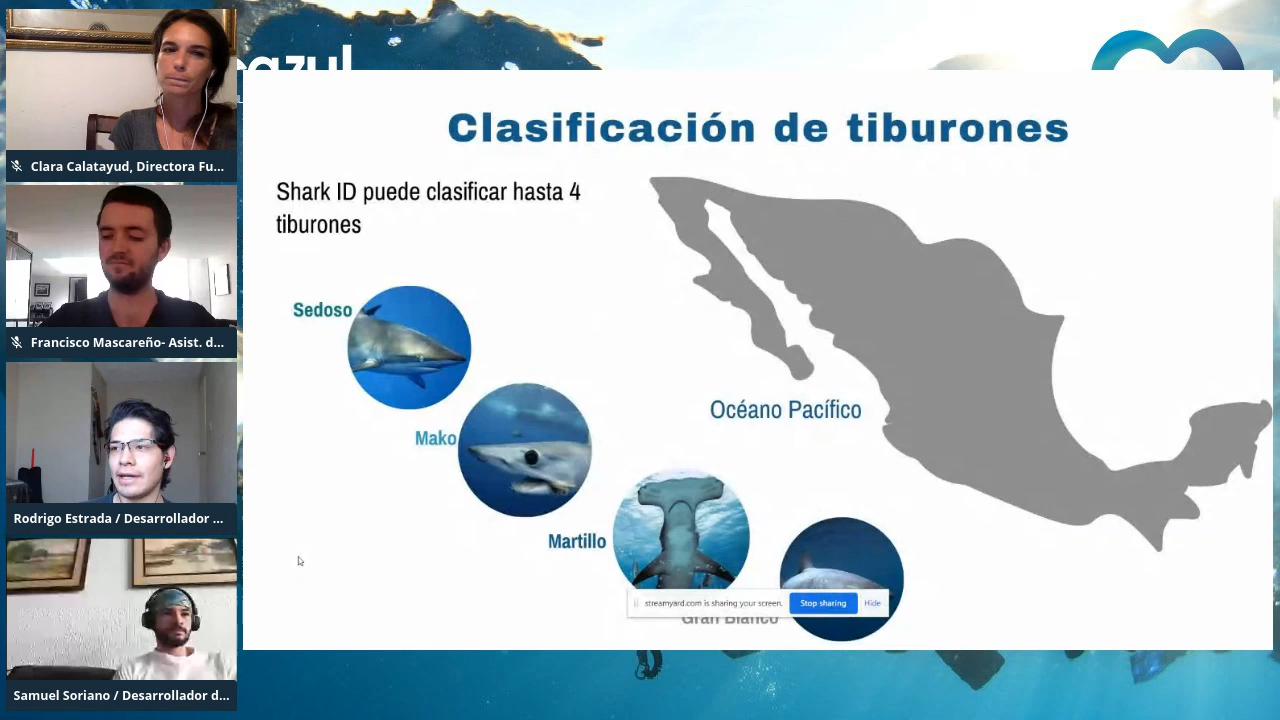 azul
Clara Calatayud, Directora Fu...
Francisco Mascareño- Asist. d...
Rodrigo Estrada / Desarrollador ...
Samuel Soriano / Desarrollador d...
Clasificación de tiburones
Shark ID puede clasificar hasta 4
tiburones
Sedoso
Mako
Océano Pacífico
Martillo
streamyard.com is sharing your screen.
Stop sharing
Hide
Gran Blanco